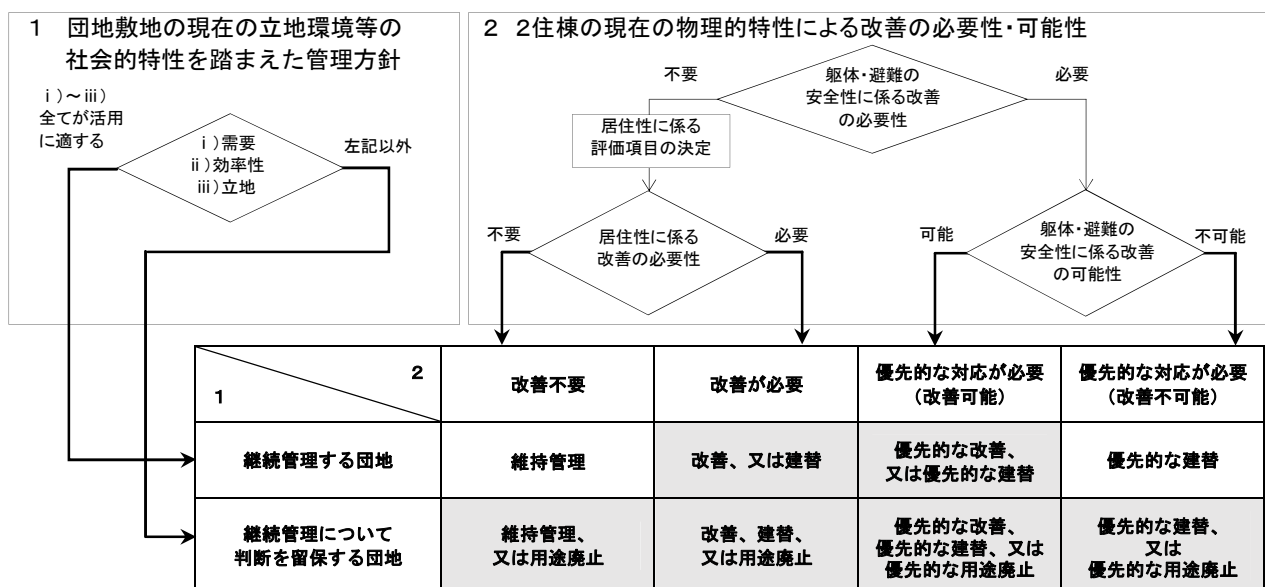 1 団地敷地の現在の立地環境等の
社会的特性を踏まえた管理方針
ⅰ)~ⅲ)
全てが活用
に適する
ⅰ)需要
ⅱ)効率性
ⅲ)立地
左記以外
2 2住棟の現在の物理的特性による改善の必要性・可能性
不要
躯体・避難の
安全性に係る改善
の必要性
必要
居住性に係る
評価項目の決定
不要
居住性に係る
改善の必要性
必要
可能
躯体・避難の
安全性に係る改善
の可能性
不可能
2
1
改善不要
改善が必要
優先的な対応が必要
(改善可能)
優先的な対応が必要
(改善不可能)
継続管理する団地
維持管理
改善、又は建替
優先的な改善、
又は優先的な建替
優先的な建替
継続管理について
判断を留保する団地
維持管理、
又は用途廃止
改善、建替、
又は用途廃止
優先的な改善、
優先的な建替、又は
優先的な用途廃止
優先的な建替、
又は
優先的な用途廃止